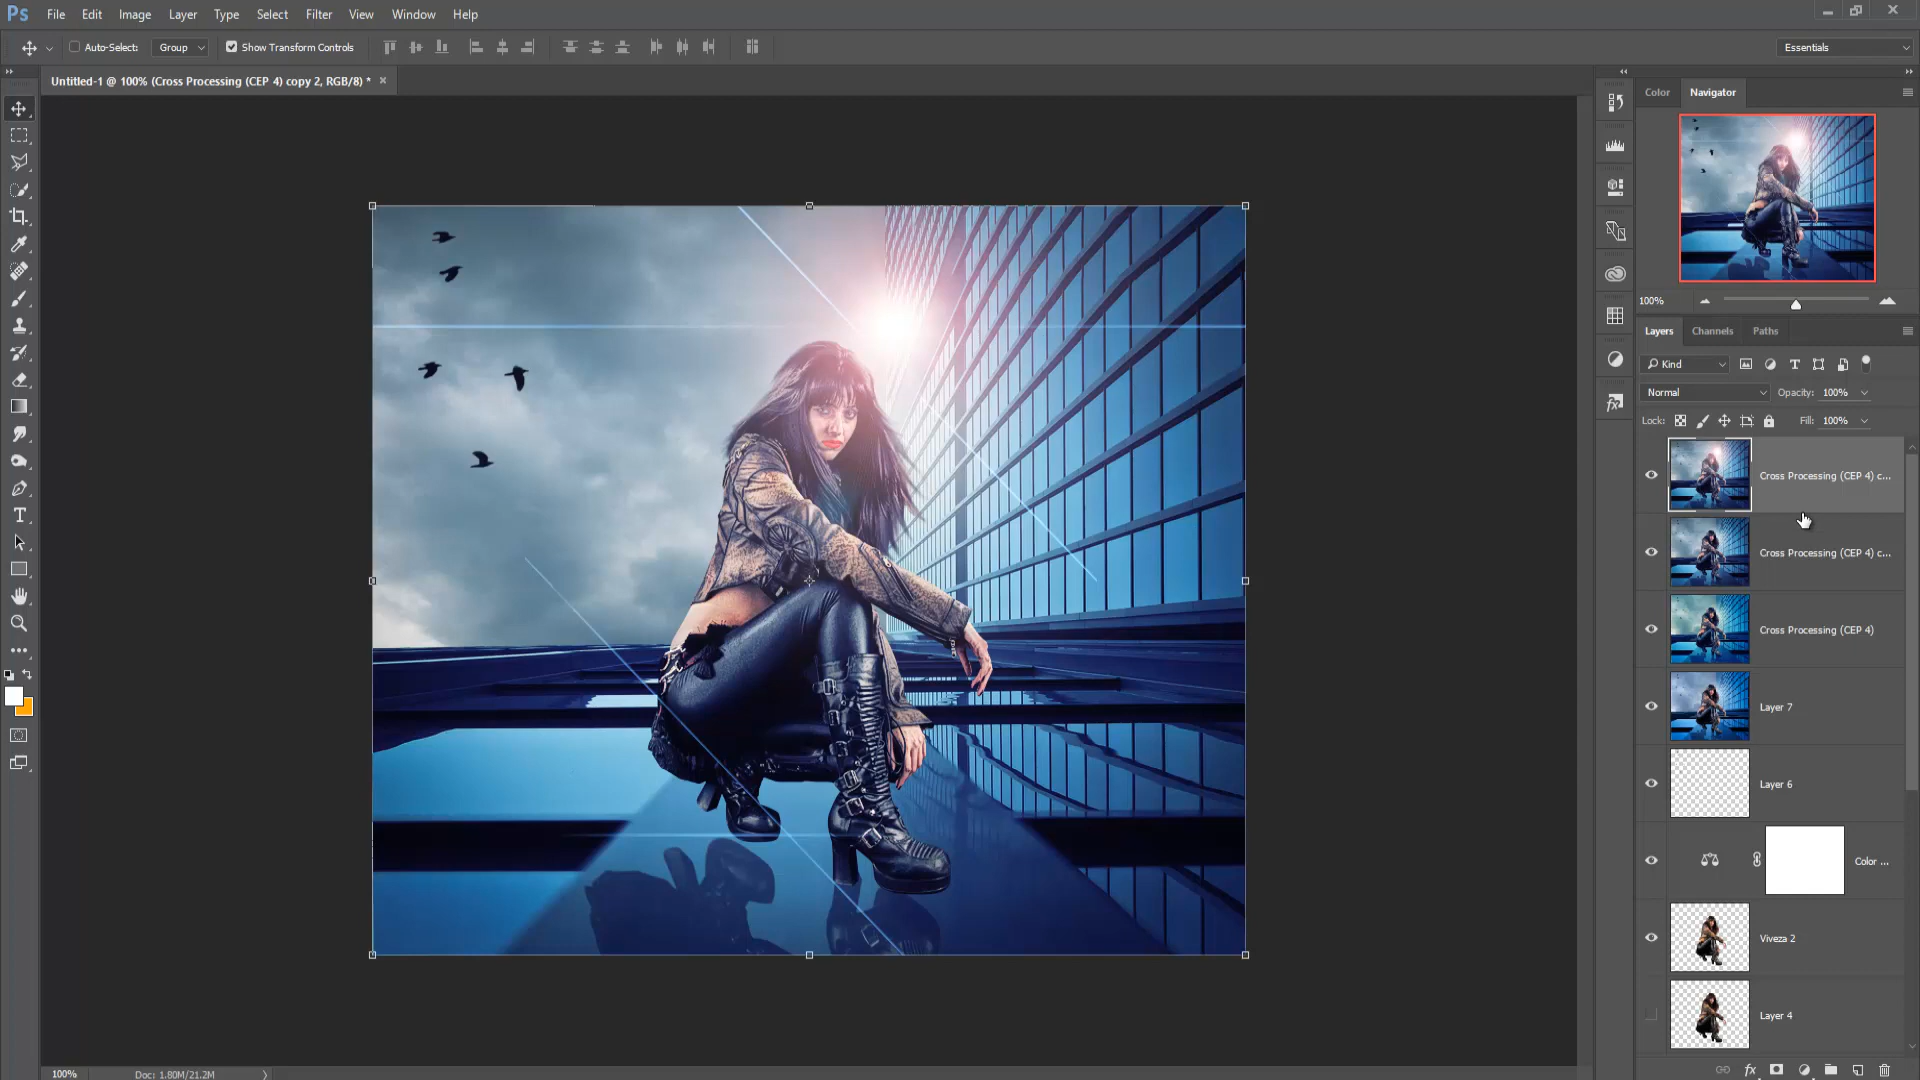 Ps File Edit Image Layer Type Select Filter View Window Help
Auto-Select: Group Show Transform Controls Essentials
Untitled-1 @ 100% (Cross Processing (CEP 4) copy 2, RGB/8) * ×
Color Navigator
100%
Layers Channels Paths
Kind
Normal Opacity: 100%
Lock: Fill: 100%
Cross Processing (CEP 4) c...
Cross Processing (CEP 4) c...
Cross Processing (CEP 4)
Layer 7
Layer 6
Color ...
Viveza 2
Layer 4
100% Doc: 1.80M/21.2M